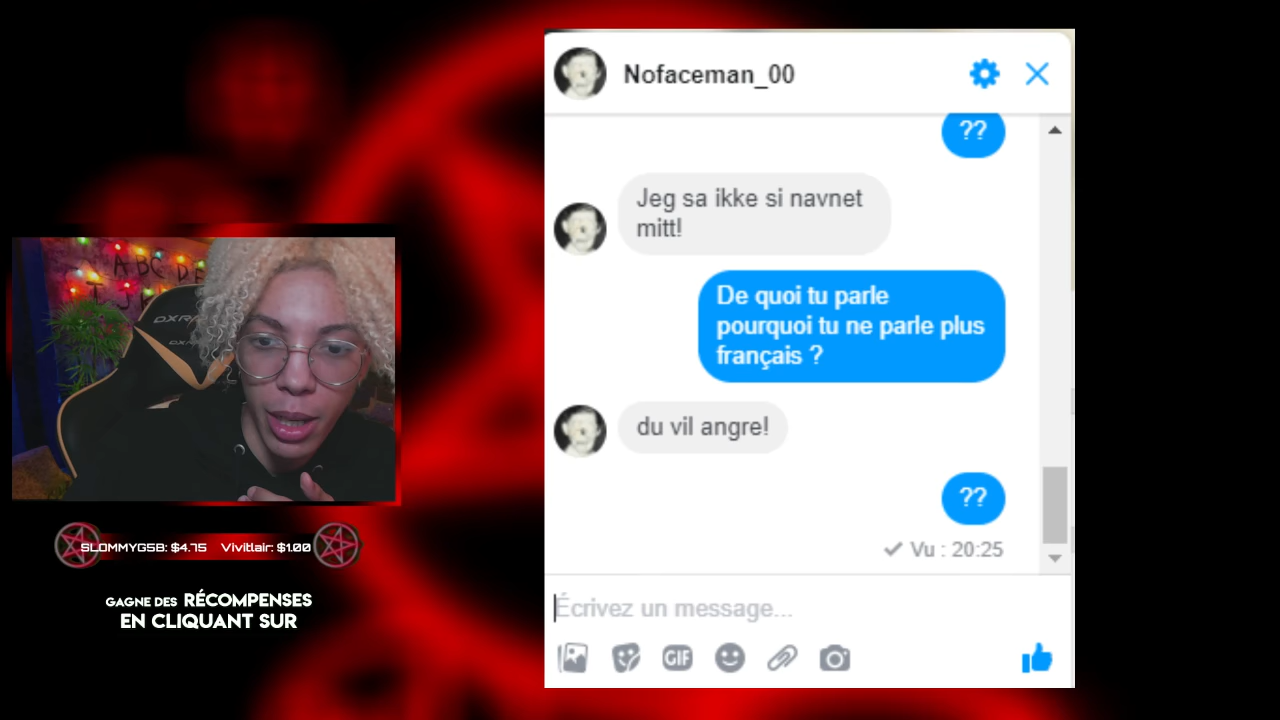 Nofaceman_00
??
Jeg sa ikke si navnet
mitt!
De quoi tu parle
pourquoi tu ne parle plus
français ?
du vil angre!
??
Vu : 20:25
Écrivez un message...
GIF
A B C D E
DXRA
SLOMMYG5B: $4.75 Vivitlair: $1.00
GAGNE DES RÉCOMPENSES
EN CLIQUANT SUR